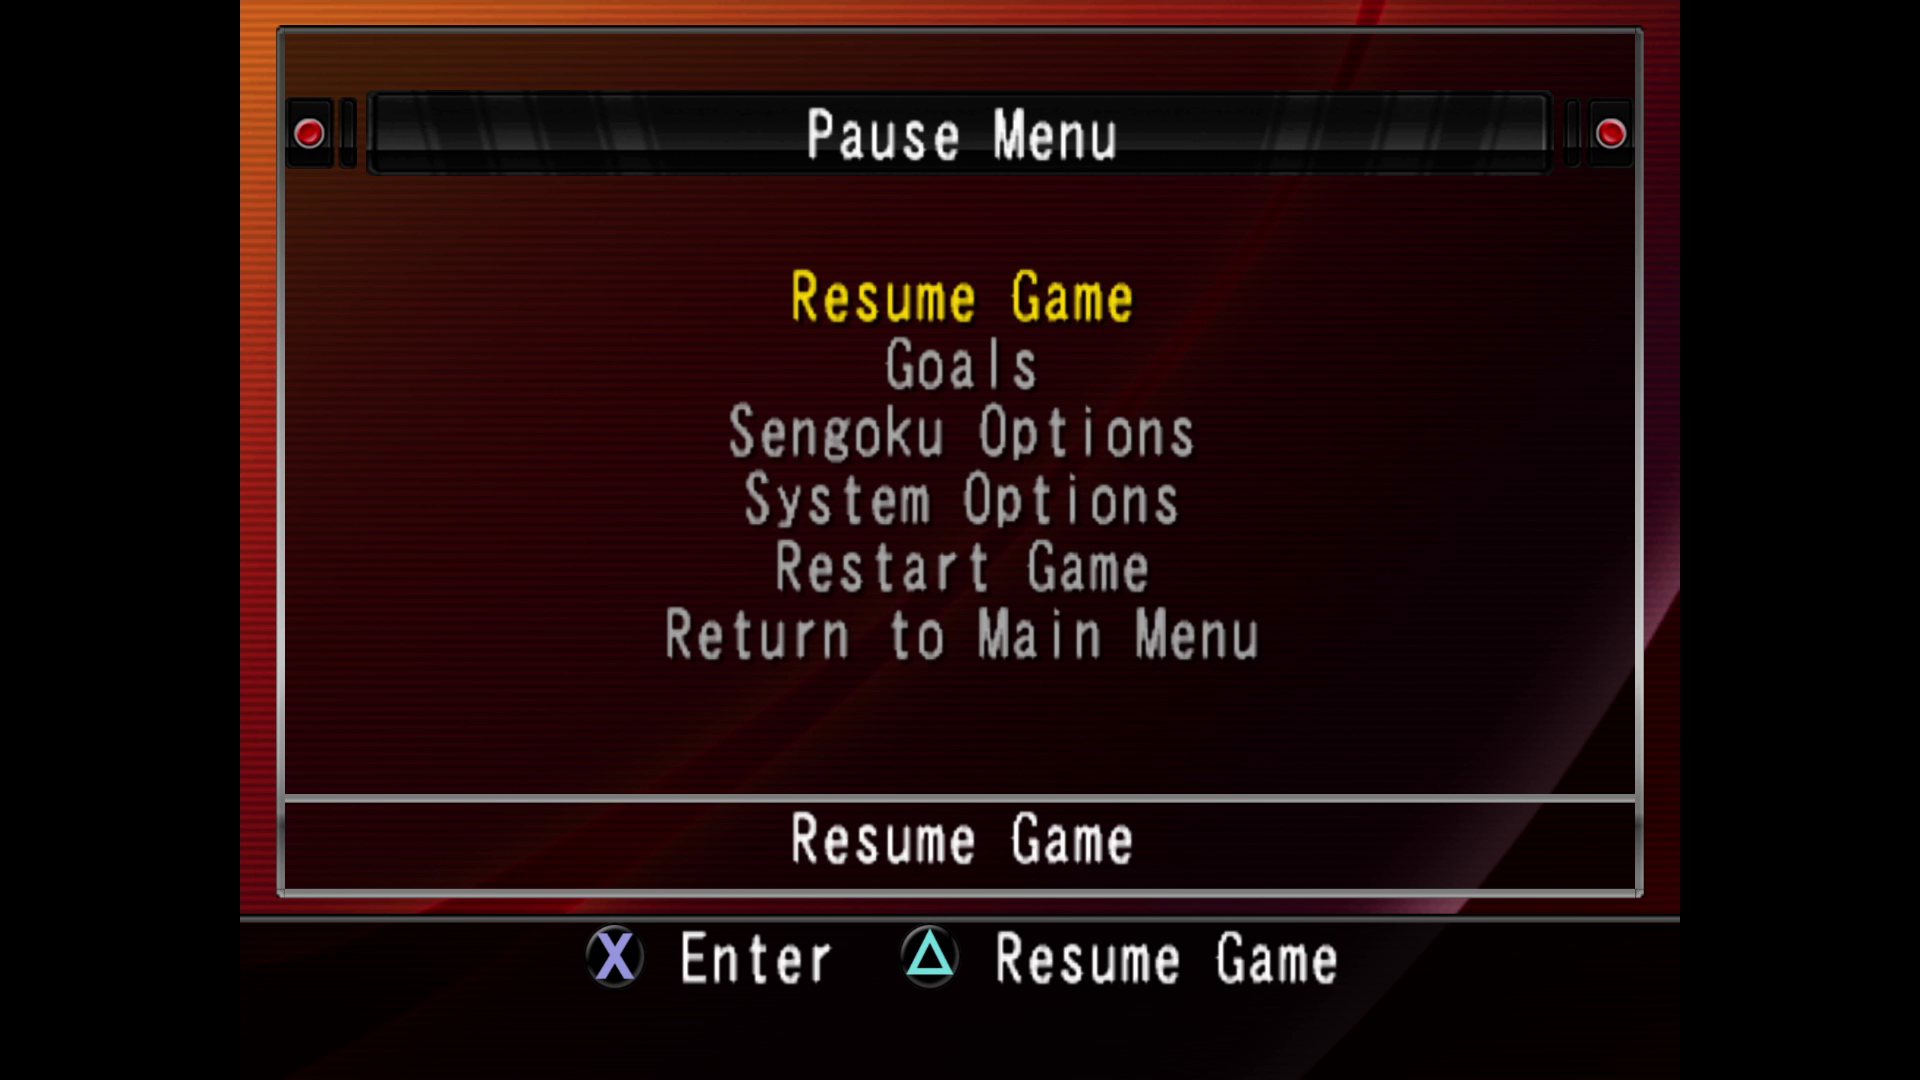 Pause Menu
Resume Game
Goals
Sengoku Options
System Options
Restart Game
Return to Main Menu
Resume Game
X Enter △ Resume Game